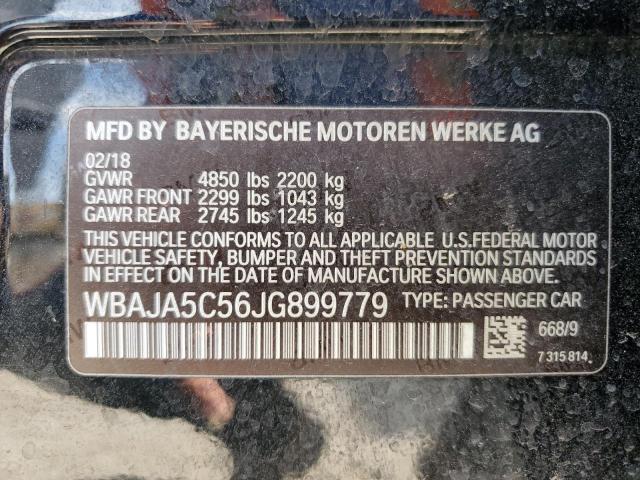 MFD BY BAYERISCHE MOTOREN WERKE AG
02/18
GVWR 4850 lbs 2200 kg
GAWR FRONT 2299 lbs 1043 kg
GAWR REAR 2745 lbs 1245 kg
THIS VEHICLE CONFORMS TO ALL APPLICABLE U.S.FEDERAL MOTOR
VEHICLE SAFETY, BUMPER AND THEFT PREVENTION STANDARDS
IN EFFECT ON THE DATE OF MANUFACTURE SHOWN ABOVE.
WBAJA5C56JG899779 TYPE: PASSENGER CAR
668/9
7 315 814